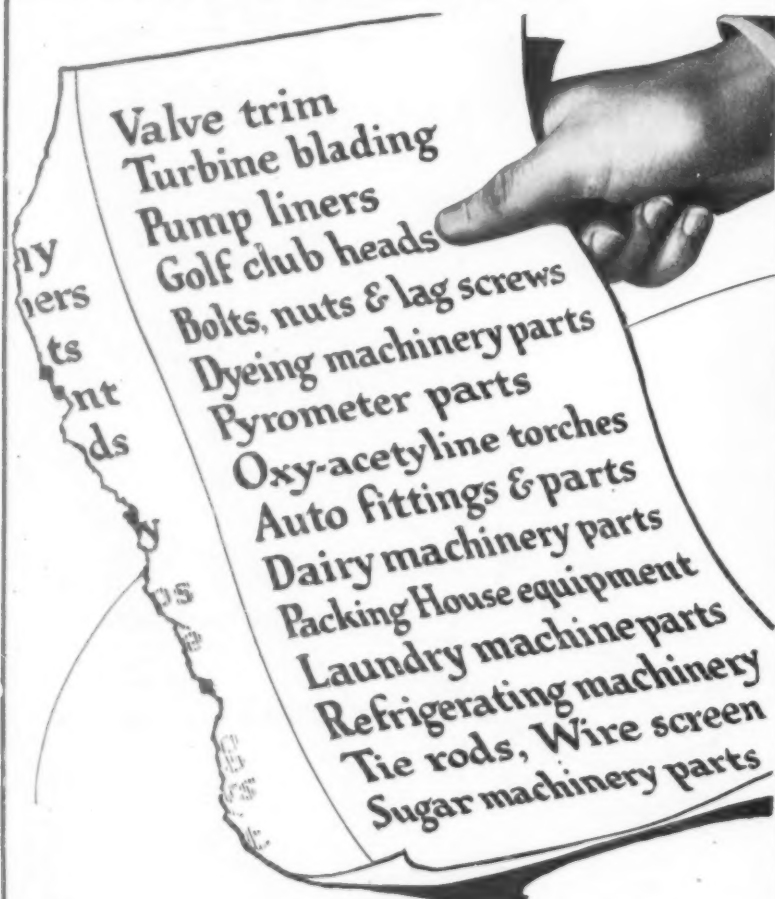 Valve trim
Turbine blading
Pump liners
Golf club heads
Bolts, nuts & lag screws
Dyeing machinery parts
Pyrometer parts
Oxy-acetyline torches
Auto fittings & parts
Dairy machinery parts
Packing House equipment
Laundry machine parts
Refrigerating machinery
Tie rods, Wire screen
Sugar machinery parts